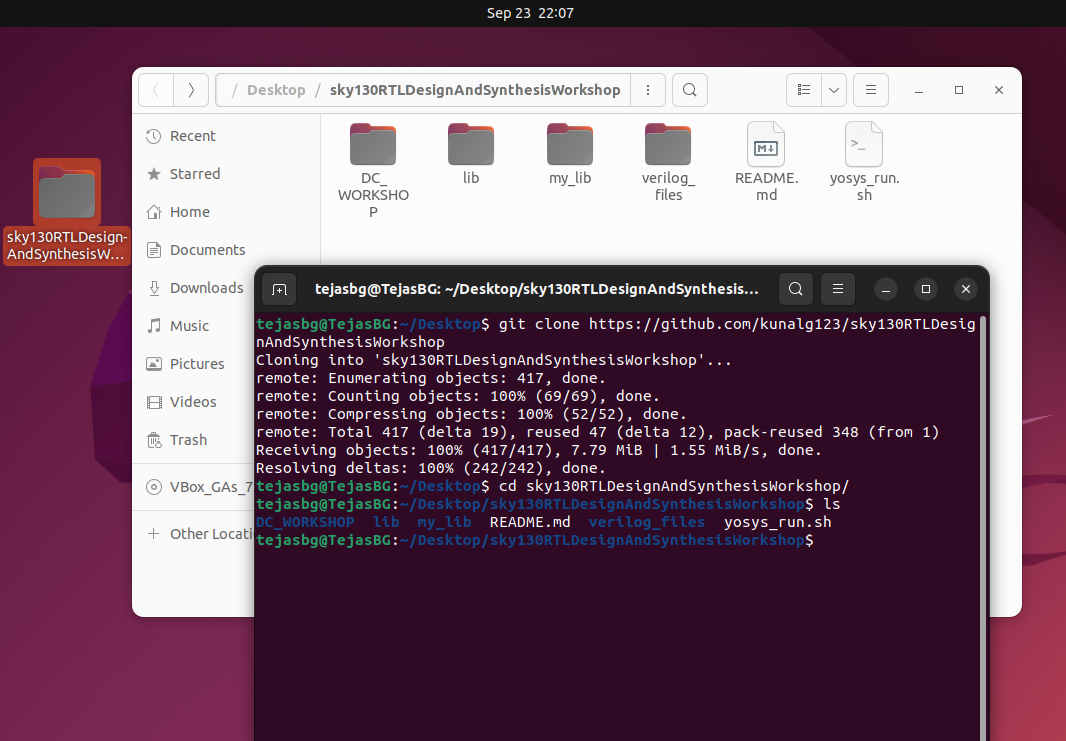 Sep 23 22:07
/ Desktop / sky130RTLDesignAndSynthesisWorkshop
Recent
Starred
Home
Documents
Downloads
Music
Pictures
Videos
Trash
VBox_GAs_7
Other Locati
DC_
WORKSHO
P
lib
my_lib
verilog_
files
README.
md
yosys_run.
sh
sky130RTLDesign-
AndSynthesisW...
tejasbg@TejasBG: ~/Desktop/sky130RTLDesignAndSynthesis...
tejasbg@TejasBG:~/Desktop$ git clone https://github.com/kunalg123/sky130RTLDesig
nAndSynthesisWorkshop
Cloning into 'sky130RTLDesignAndSynthesisWorkshop'...
remote: Enumerating objects: 417, done.
remote: Counting objects: 100% (69/69), done.
remote: Compressing objects: 100% (52/52), done.
remote: Total 417 (delta 19), reused 47 (delta 12), pack-reused 348 (from 1)
Receiving objects: 100% (417/417), 7.79 MiB | 1.55 MiB/s, done.
Resolving deltas: 100% (242/242), done.
tejasbg@TejasBG:~/Desktop$ cd sky130RTLDesignAndSynthesisWorkshop/
tejasbg@TejasBG:~/Desktop/sky130RTLDesignAndSynthesisWorkshop$ ls
DC_WORKSHOP lib my_lib README.md verilog_files yosys_run.sh
tejasbg@TejasBG:~/Desktop/sky130RTLDesignAndSynthesisWorkshop$